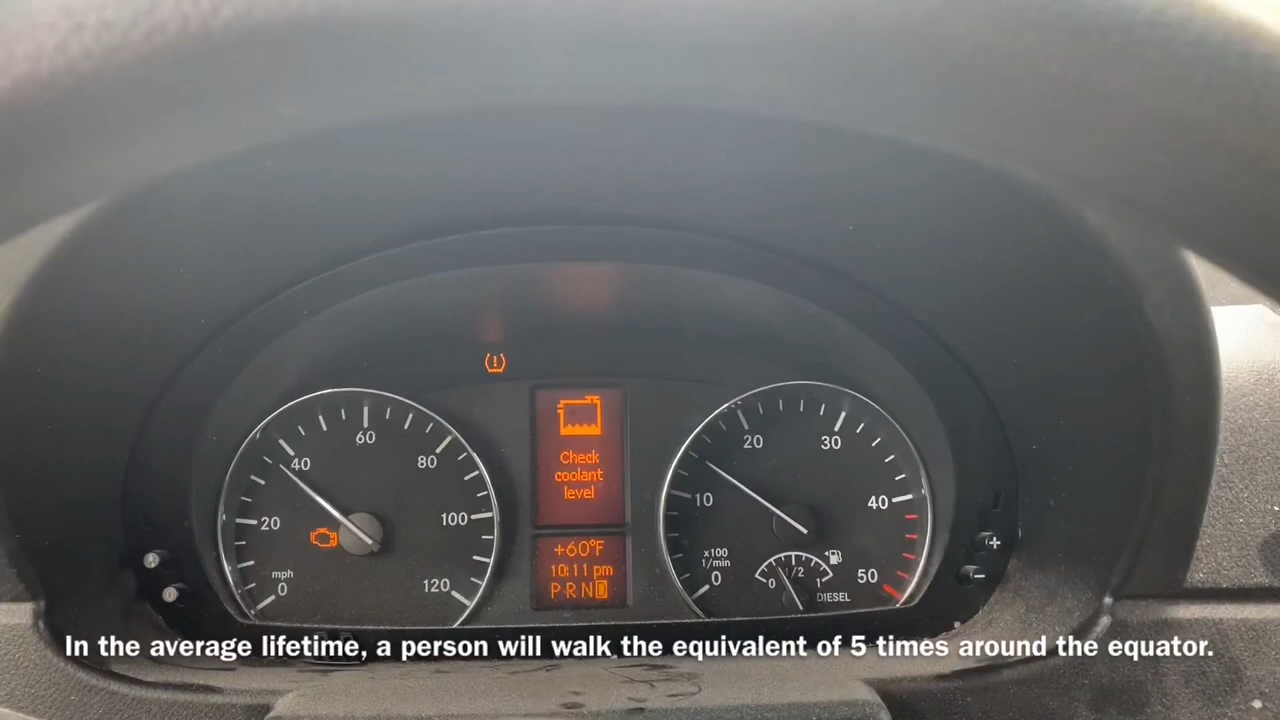 60
40
80
20
100
mph
0
120
Check
coolant
level
+60°F
10:11 pm
PRND
20
30
10
40
x100
1/min
0
50
0
1/2
1
DIESEL
+
-
0
In the average lifetime, a person will walk the equivalent of 5 times around the equator.